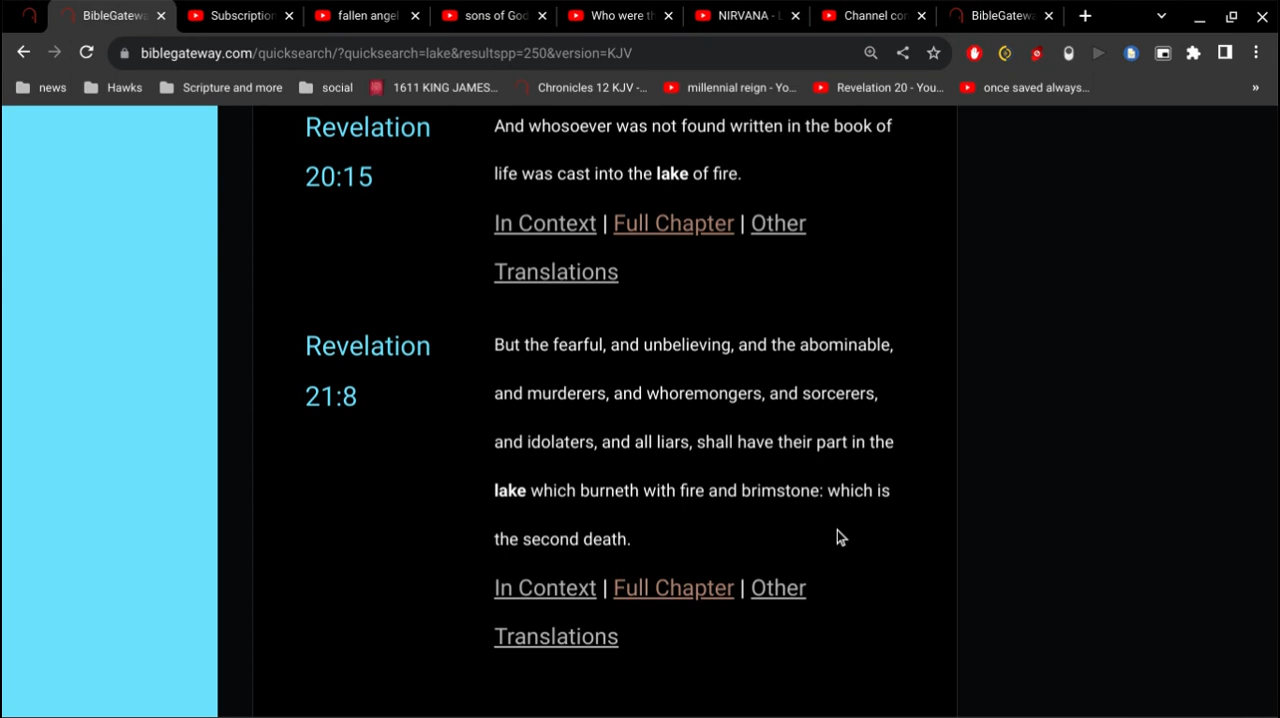 BibleGatewa
Subscription
fallen angel
sons of God
Who were th
NIRVANA - L
Channel con
BibleGatewa
biblegateway.com/quicksearch/?quicksearch=lake&resultspp=250&version=KJV
news
Hawks
Scripture and more
social
1611 KING JAMES...
Chronicles 12 KJV -...
millennial reign - Yo...
Revelation 20 - You...
once saved always...
»
Revelation
20:15
And whosoever was not found written in the book of
life was cast into the lake of fire.
In Context | Full Chapter | Other
Translations
Revelation
21:8
But the fearful, and unbelieving, and the abominable,
and murderers, and whoremongers, and sorcerers,
and idolaters, and all liars, shall have their part in the
lake which burneth with fire and brimstone: which is
the second death.
In Context | Full Chapter | Other
Translations